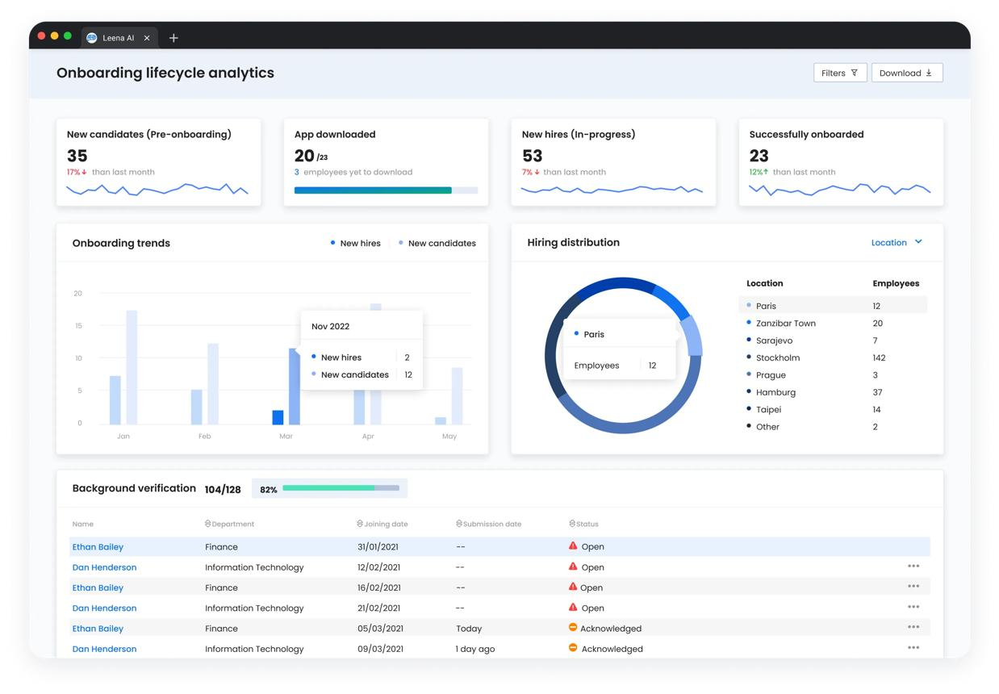 Leena AI
Onboarding lifecycle analytics
Filters
Download
New candidates (Pre-onboarding)
35
17% than last month
App downloaded
20 /23
3 employees yet to download
New hires (In-progress)
53
7% than last month
Successfully onboarded
23
12% than last month
Onboarding trends
New hires New candidates
20
15
10
5
0
Jan Feb Mar Apr May
Nov 2022
New hires 2
New candidates 12
Hiring distribution
Location
Paris
Employees 12
Location Employees
Paris 12
Zanzibar Town 20
Sarajevo 7
Stockholm 142
Prague 3
Hamburg 37
Taipei 14
Other 2
Background verification 104/128 82%
Name Department Joining date Submission date Status
Ethan Bailey Finance 31/01/2021 -- Open
Dan Henderson Information Technology 12/02/2021 -- Open
Ethan Bailey Finance 16/02/2021 -- Open
Dan Henderson Information Technology 21/02/2021 -- Open
Ethan Bailey Finance 05/03/2021 Today Acknowledged
Dan Henderson Information Technology 09/03/2021 1 day ago Acknowledged